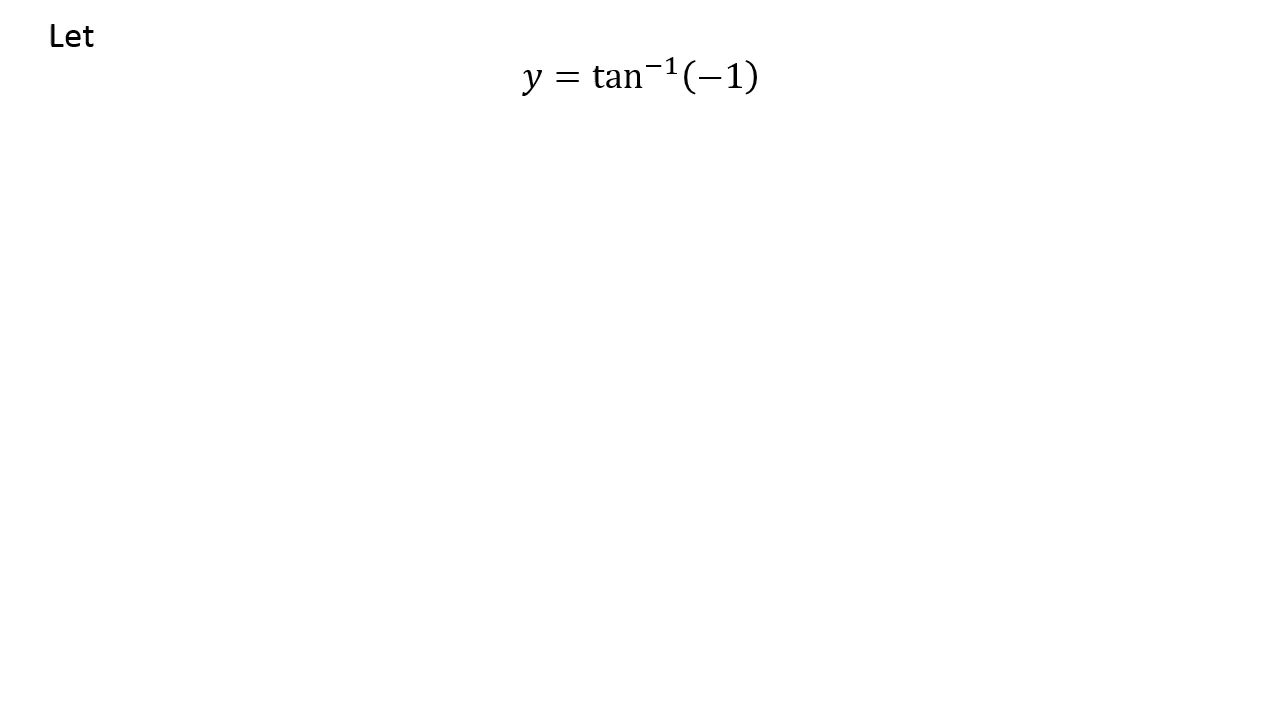 Let
𝑦 = tan⁻¹(−1)